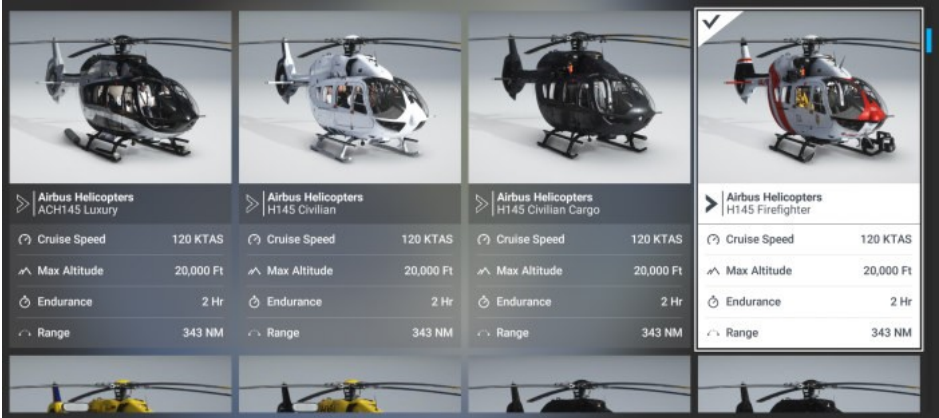 Airbus Helicopters
ACH145 Luxury
Cruise Speed 120 KTAS
Max Altitude 20,000 Ft
Endurance 2 Hr
Range 343 NM
Airbus Helicopters
H145 Civilian
Cruise Speed 120 KTAS
Max Altitude 20,000 Ft
Endurance 2 Hr
Range 343 NM
Airbus Helicopters
H145 Civilian Cargo
Cruise Speed 120 KTAS
Max Altitude 20,000 Ft
Endurance 2 Hr
Range 343 NM
Airbus Helicopters
H145 Firefighter
Cruise Speed 120 KTAS
Max Altitude 20,000 Ft
Endurance 2 Hr
Range 343 NM